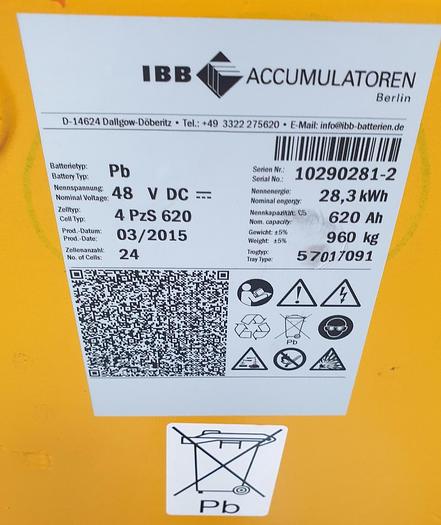 IBB ACCUMULATOREN
Berlin
D-14624 Dallgow-Döberitz • Tel.: +49 3322 275620 • E-Mail: info@ibb-batterien.de
Batterietyp: Pb
Battery Typ:
Nennspannung: 48 V DC
Nominal Voltage:
Zelltyp: 4 PzS 620
Cell Typ:
Prod.-Datum: 03/2015
Prod.-Date:
Zellenanzahl: 24
No. of Cells:
Serien Nr.: 10290281-2
Serial No.:
Nennenergie: 28,3 kWh
Nominal energy:
Nennkapazität: C5 620 Ah
Nom. capacity:
Gewicht: ±5% 960 kg
Weight: ±5%
Trogtyp: 57017091
Tray Type:
Pb
Pb